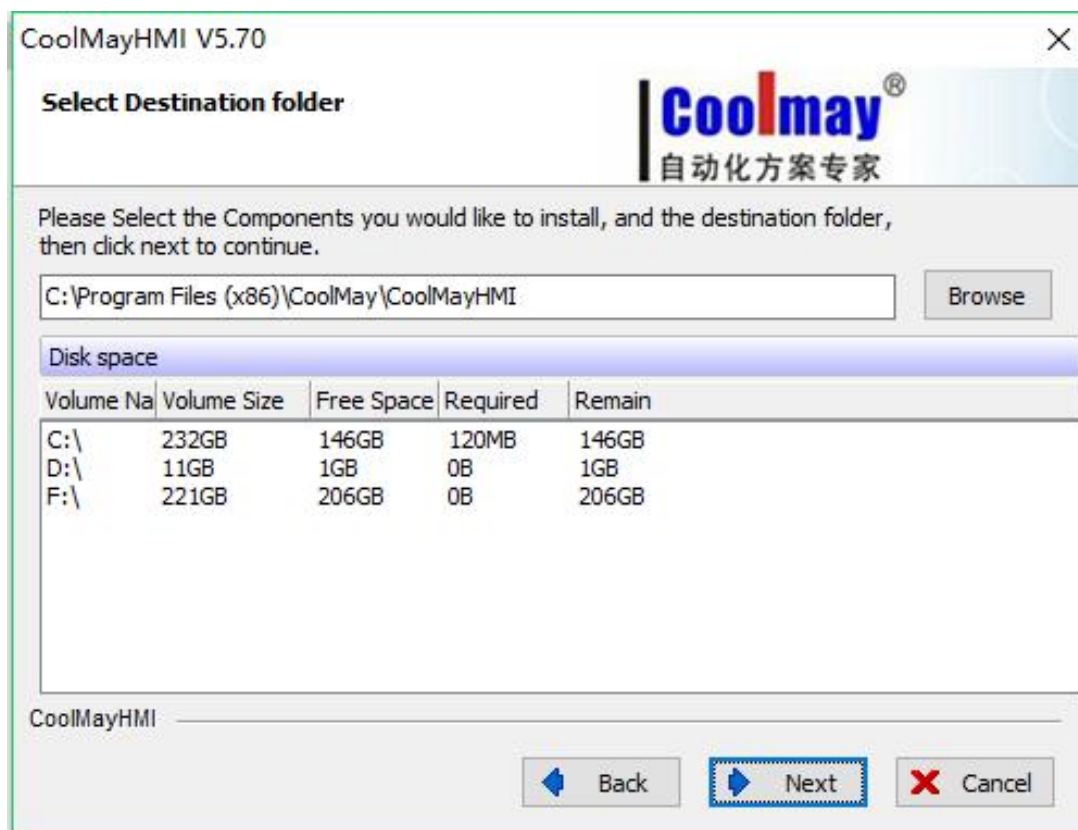 CoolMayHMI V5.70
Select Destination folder
Coolmay®
自动化方案专家
Please Select the Components you would like to install, and the destination folder,
then click next to continue.
C:\Program Files (x86)\CoolMay\CoolMayHMI
Browse
Disk space
Volume Na Volume Size Free Space Required Remain
C:\ 232GB 146GB 120MB 146GB
D:\ 11GB 1GB 0B 1GB
F:\ 221GB 206GB 0B 206GB
CoolMayHMI
Back Next Cancel